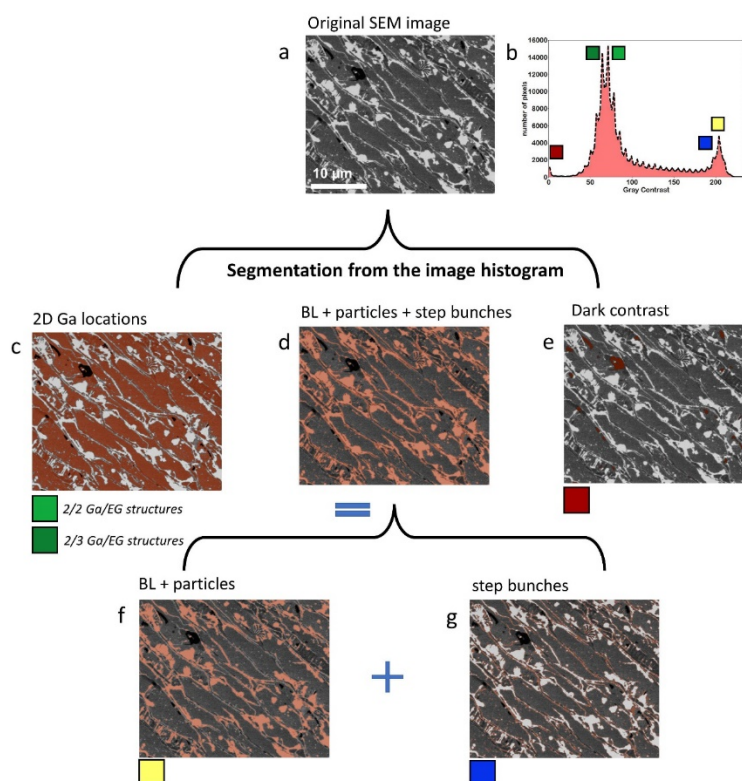 Original SEM image
a
b
number of pixels
16000
14000
12000
10000
8000
6000
4000
2000
0
0
50
100
150
200
Gray Contrast
10 µm
Segmentation from the image histogram
2D Ga locations
c
BL + particles + step bunches
d
Dark contrast
e
2/2 Ga/EG structures
2/3 Ga/EG structures
=
BL + particles
f
+
step bunches
g